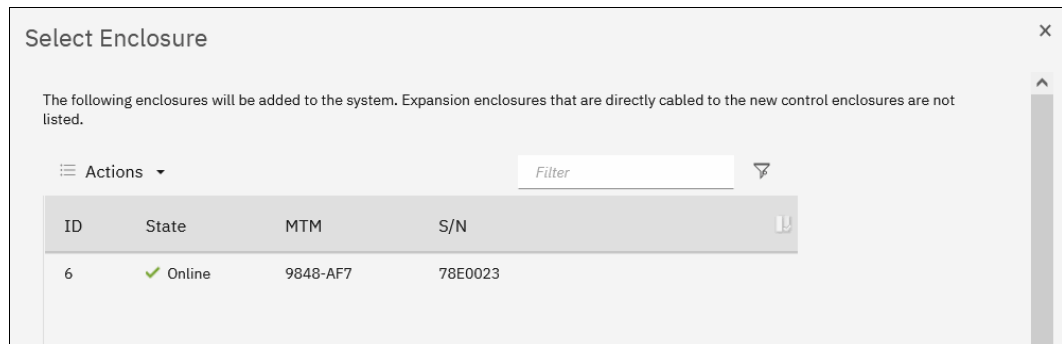 Select Enclosure
The following enclosures will be added to the system. Expansion enclosures that are directly cabled to the new control enclosures are not
listed.
Actions
Filter
ID State MTM S/N
6 Online 9848-AF7 78E0023